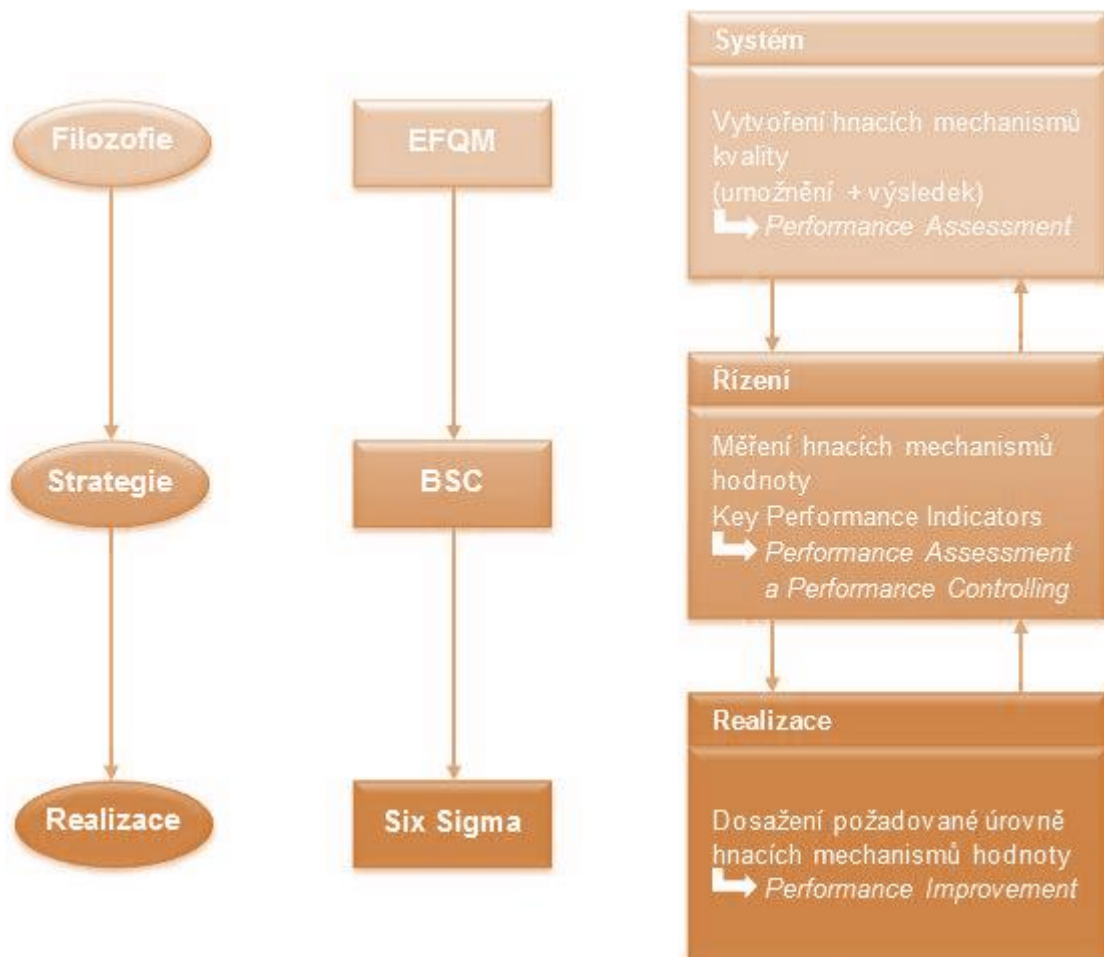 Filozofie
EFQM
Systém
Vytvoření hnacích mechanismů
kvality
(umožnění + výsledek)
Performance Assessment
Strategie
BSC
Řízení
Měření hnacích mechanismů
hodnoty
Key Performance Indicators
Performance Assessment
a Performance Controlling
Realizace
Six Sigma
Realizace
Dosažení požadované úrovně
hnacích mechanismů hodnoty
Performance Improvement